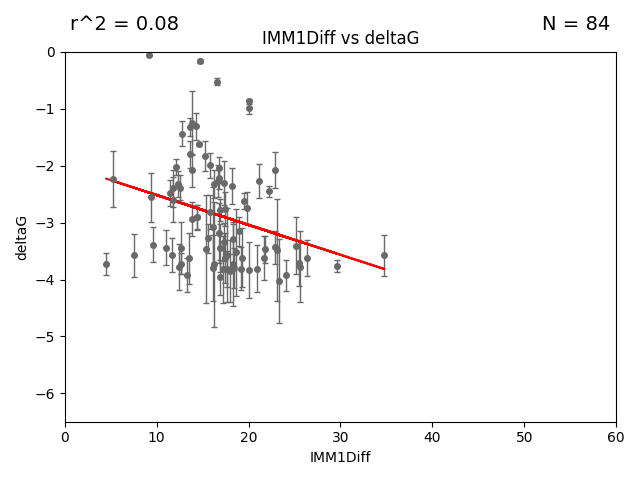 r^2 = 0.08
N = 84
IMM1Diff vs deltaG
0
−1
−2
−3
−4
−5
−6
deltaG
0 10 20 30 40 50 60
IMM1Diff